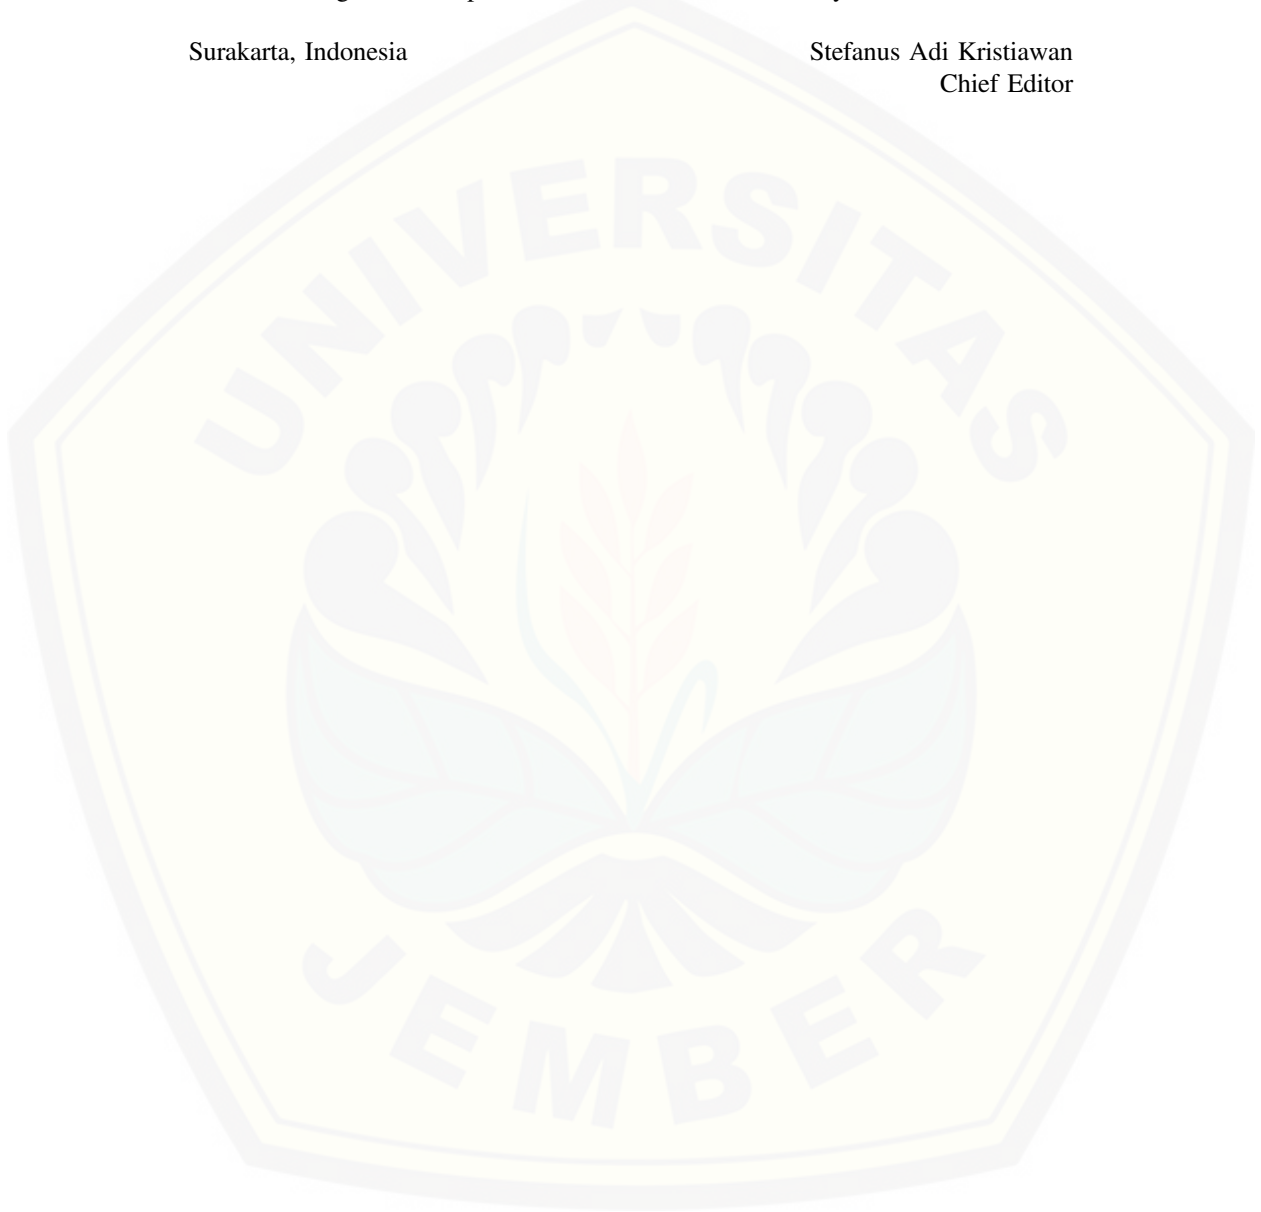 Surakarta, Indonesia
Stefanus Adi Kristiawan
Chief Editor
UNIVERSITAS
JEMBER